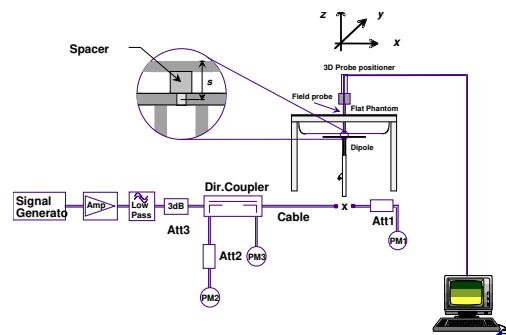 z
y
x
Spacer
s
3D Probe positioner
Field probe
Flat Phantom
Dipole
Dir.Coupler
Signal
Generato
Amp
Low
Pass
3dB
Cable
x
Att1
Att3
Att2
PM3
PM1
PM2